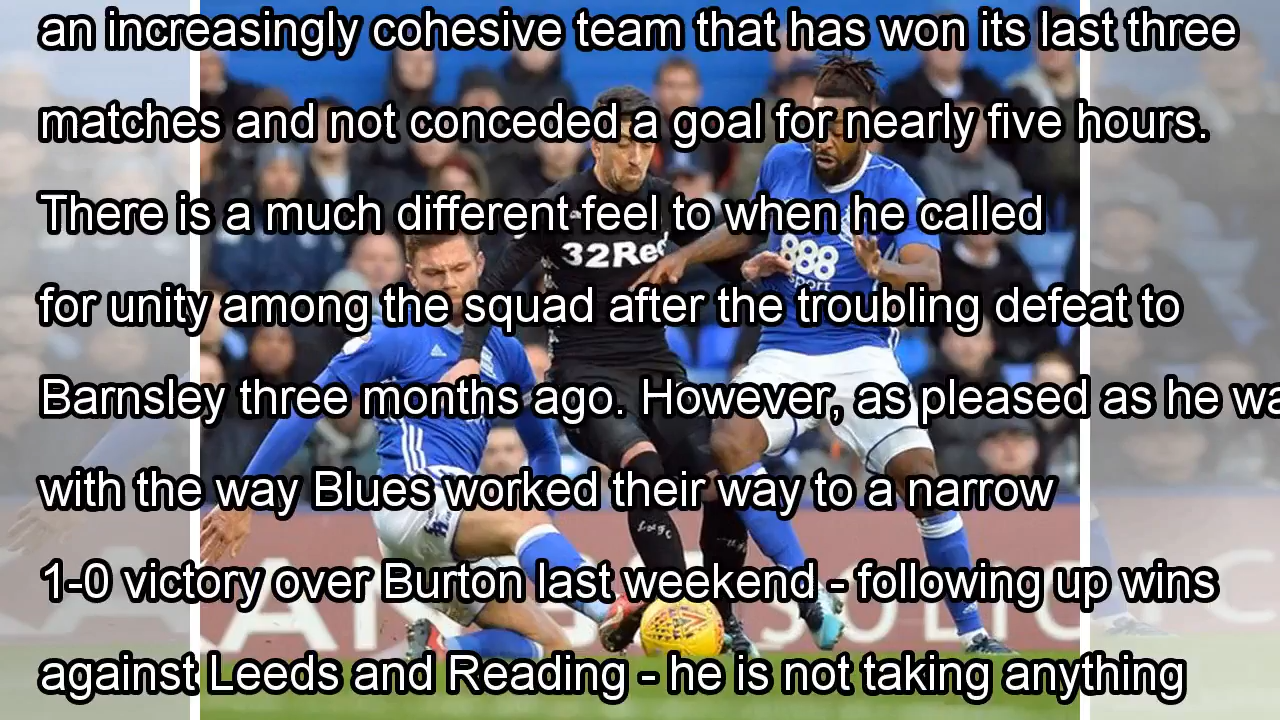 an increasingly cohesive team that has won its last three
matches and not conceded a goal for nearly five hours.
There is a much different feel to when he called
for unity among the squad after the troubling defeat to
Barnsley three months ago. However, as pleased as he wa
with the way Blues worked their way to a narrow
1-0 victory over Burton last weekend - following up wins
against Leeds and Reading - he is not taking anything
32Red
888
sport